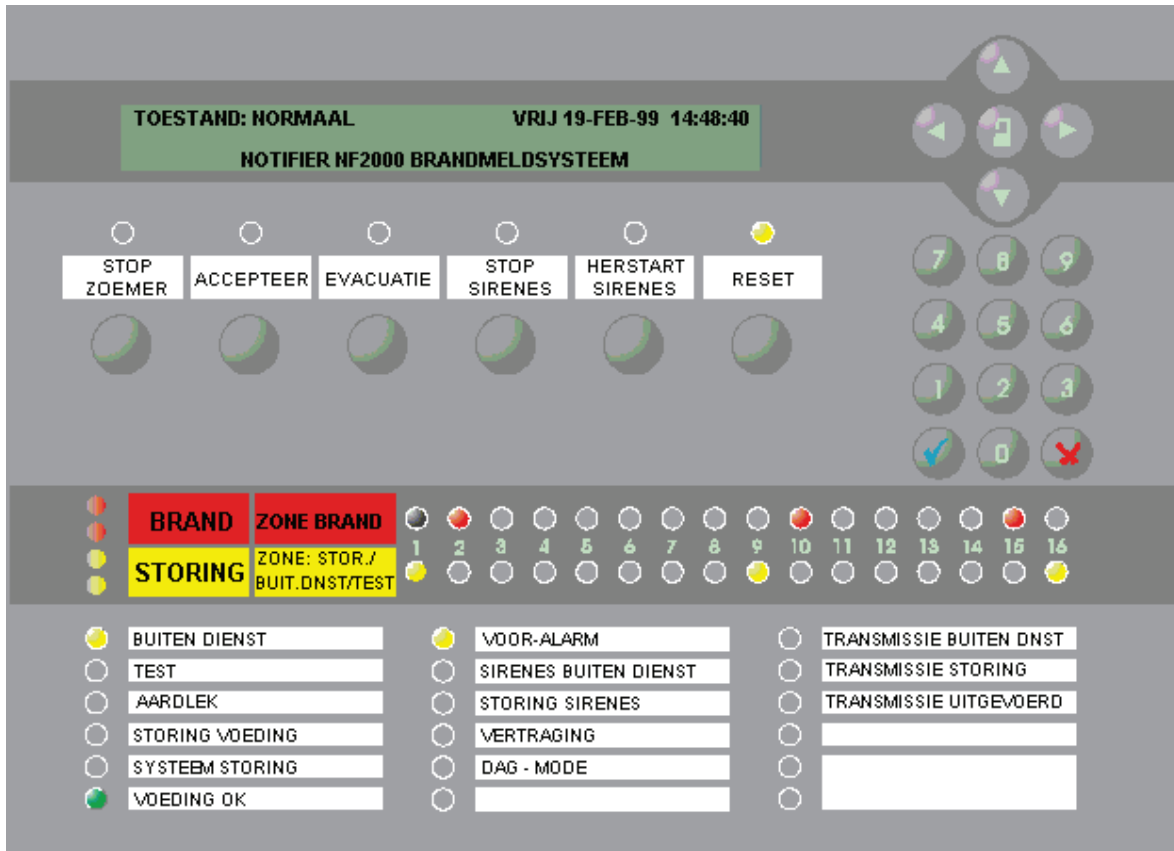 TOESTAND: NORMAAL VRIJ 19-FEB-99 14:48:40
NOTIFIER NF2000 BRANDMELDSYSTEEM
STOP ZOEMER
ACCEPTEER
EVACUATIE
STOP SIRENES
HERSTART SIRENES
RESET
7 8 9
4 5 6
1 2 3
0
BRAND
ZONE BRAND
1 2 3 4 5 6 7 8 9 10 11 12 13 14 15 16
STORING
ZONE: STOR./
BUIT.DNST/TEST
BUITEN DIENST
TEST
AARDLEK
STORING VOEDING
SYSTEEM STORING
VOEDING OK
VOOR-ALARM
SIRENES BUITEN DIENST
STORING SIRENES
VERTRAGING
DAG - MODE
TRANSMISSIE BUITEN DNST
TRANSMISSIE STORING
TRANSMISSIE UITGEVOERD